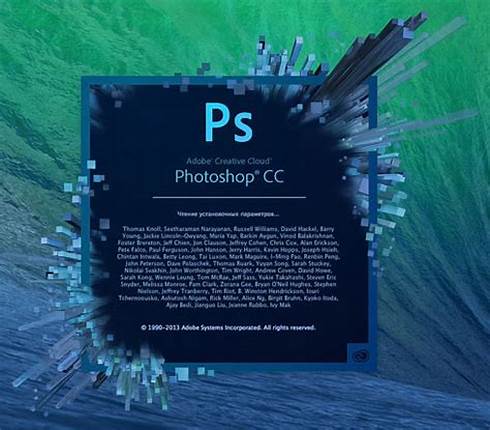 Ps
Adobe® Creative Cloud™
Photoshop® CC
Чтение установочных параметров...
Thomas Knoll, Seetharaman Narayanan, Russell Williams, David Hackel, Barry
Young, Jackie Lincoln-Owyang, Maria Yap, Barkin Aygun, Vinod Balakrishnan,
Foster Brereton, Jeff Chien, Jon Clauson, Jeffrey Cohen, Chris Cox, Alan Erickson,
Pete Falco, Paul Ferguson, John Hanson, Jerry Harris, Kevin Hopps, Joseph Hsieh,
Chintan Intwala, Betty Leong, Tai Luxon, Mark Maguire, I-Ming Pao, Renbin Peng,
John Peterson, Dave Polaschek, Thomas Ruark, Yuyan Song, Sarah Stuckey,
Nikolai Svakhin, John Worthington, Tim Wright, Andrew Coven, David Howe,
Sarah Kong, Wennie Leung, Tom McRae, Jeff Sass, Yukie Takahashi, Steven Eric
Snyder, Melissa Monroe, Pam Clark, Zorana Gee, Bryan O'Neil Hughes, Stephen
Nielson, Jeffrey Tranberry, Tim Riot, B. Winston Hendrickson, Iouri
Tchernoousko, Ashutosh Nigam, Rick Miller, Alice Ng, Birgit Bruhn, Kyoko Itoda,
Ajay Bedi, Jianguo Liu, Jeanne Rubbo, Ivy Mak
© 1990-2013 Adobe Systems Incorporated. All rights reserved.